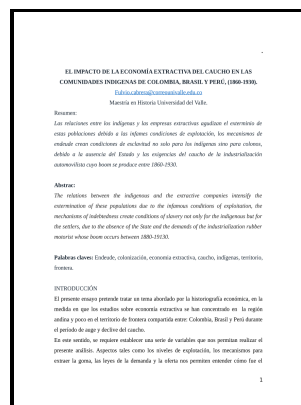 EL IMPACTO DE LA ECONOMÍA EXTRACTIVA DEL CAUCHO EN LAS
COMUNIDADES INDIGENAS DE COLOMBIA, BRASIL Y PERÚ, (1860-1930).
Fulvio.cabrera@correounivalle.edu.co
Maestría en Historia Universidad del Valle.
Resumen:
Las relaciones entre los indígenas y las empresas extractivas agudizan el exterminio de
estas poblaciones debido a las infames condiciones de explotación, los mecanismos de
endeude crean condiciones de esclavitud no solo para los indígenas sino para colonos,
debido a la ausencia del Estado y las exigencias del caucho de la industrialización
automovilista cuyo boom se produce entre 1860-1930.
Abstrac:
The relations between the indigenous and the extractive companies intensify the
extermination of these populations due to the infamous conditions of exploitation, the
mechanisms of indebtedness create conditions of slavery not only for the indigenous but for
the settlers, due to the absence of the State and the demands of the industrialization rubber
motorist whose boom occurs between 1880-19130.
Palabras claves: Endeude, colonización, economía extractiva, caucho, indígenas, territorio,
frontera.
INTRODUCCIÓN
El presente ensayo pretende tratar un tema abordado por la historiografía económica, en la
medida en que los estudios sobre economía extractiva se han concentrado en la región
andina y poco en el territorio de frontera compartida entre: Colombia, Brasil y Perú durante
el periodo de auge y declive del caucho.
En este sentido, se requiere establecer una serie de variables que nos permitan realizar el
presente análisis. Aspectos tales como los niveles de explotación, los mecanismos para
extraer la goma, las leyes de la demanda y la oferta nos permiten entender cómo fue el
1